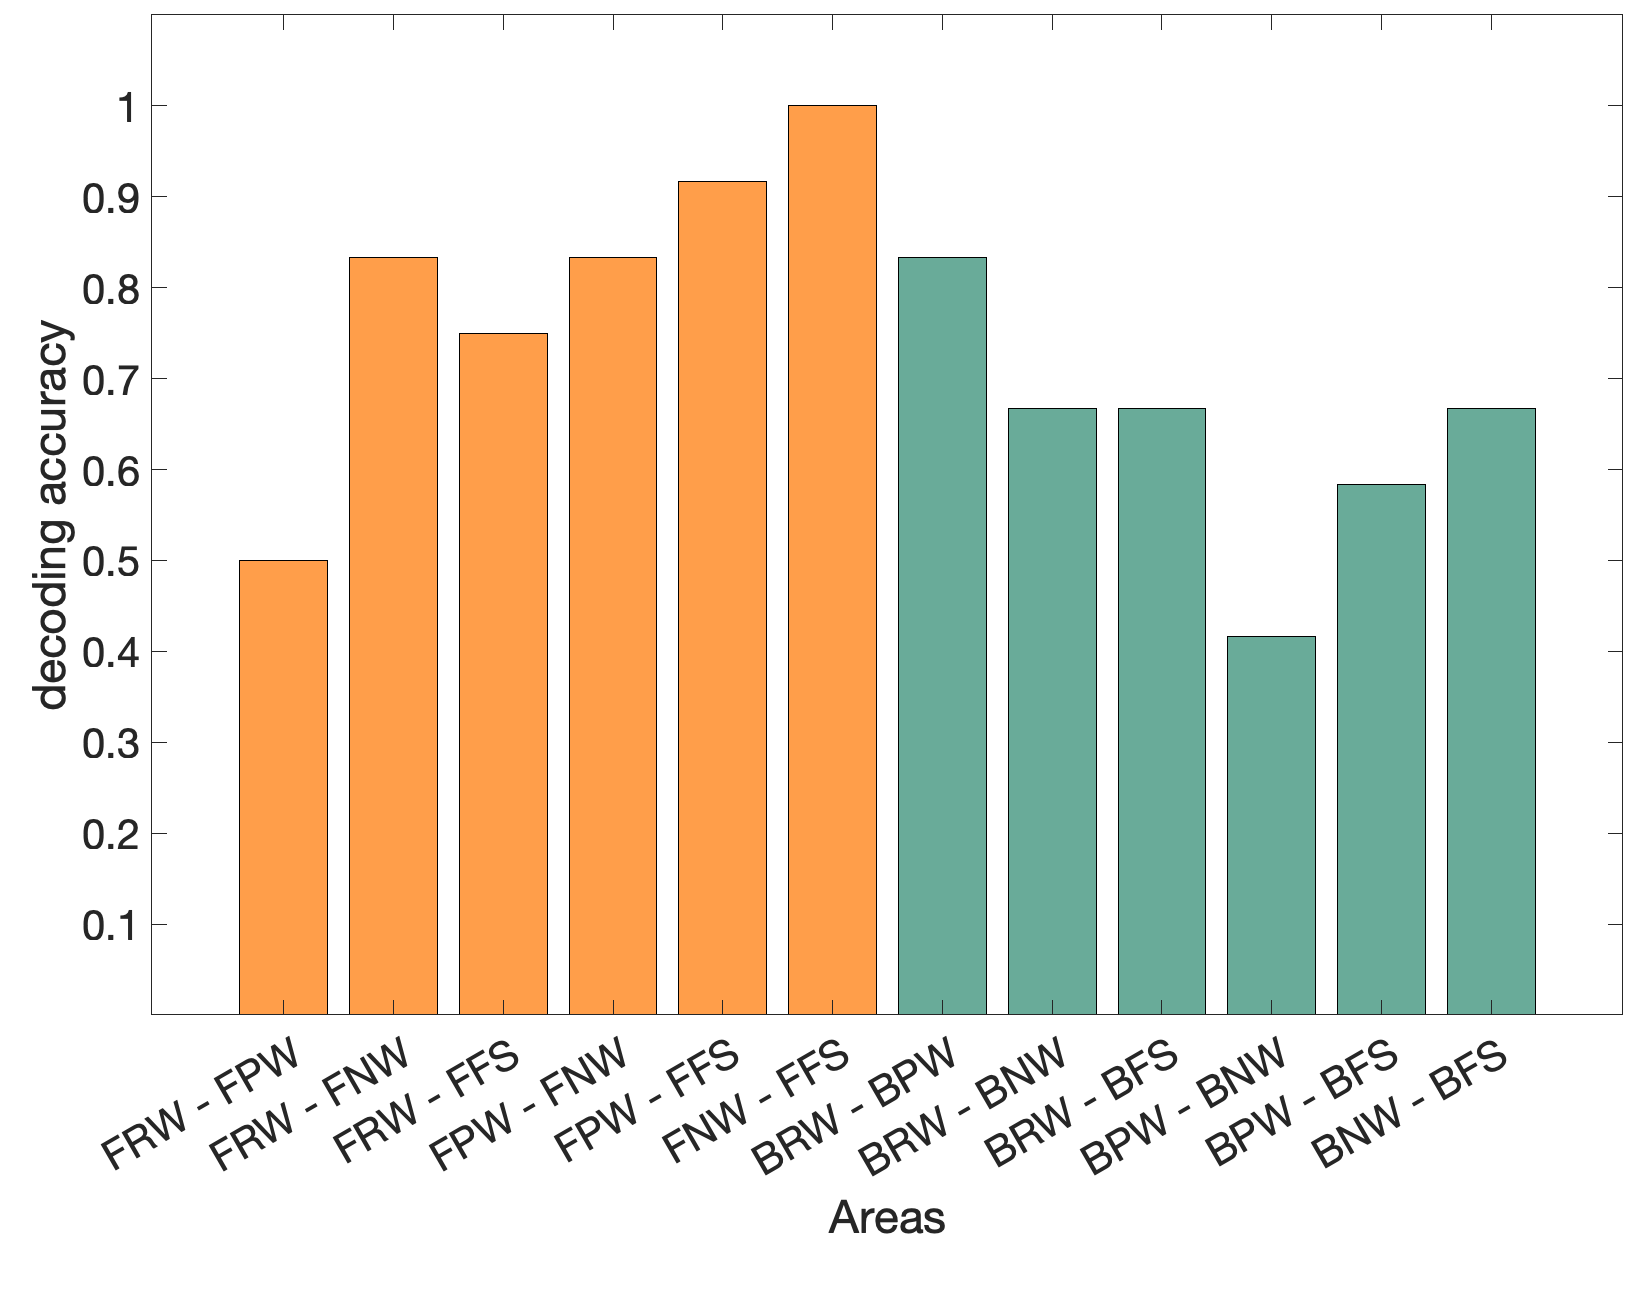 decoding accuracy
1
0.9
0.8
0.7
0.6
0.5
0.4
0.3
0.2
0.1
FRW - FPW
FRW - FNW
FRW - FFS
FPW - FNW
FPW - FFS
FNW - FFS
BRW - BPW
BRW - BNW
BRW - BFS
BPW - BNW
BPW - BFS
BNW - BFS
Areas